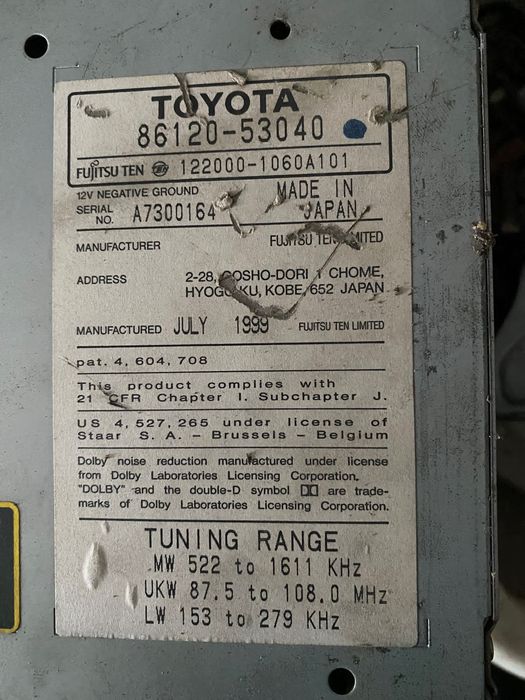 TOYOTA
86120-53040
FUJITSU TEN 122000-1060A101
12V NEGATIVE GROUND
MADE IN JAPAN
SERIAL NO. A7300164
MANUFACTURER FUJITSU TEN LIMITED
ADDRESS 2-28, GOSHO-DORI 1 CHOME,
HYOGO-KU, KOBE, 652 JAPAN
MANUFACTURED JULY 1999 FUJITSU TEN LIMITED
pat. 4, 604, 708
This product complies with
21 CFR Chapter I. Subchapter J.
US 4, 527, 265 under license of
Staar S. A. – Brussels – Belgium
Dolby noise reduction manufactured under license
from Dolby Laboratories Licensing Corporation.
"DOLBY" and the double-D symbol are trade-
marks of Dolby Laboratories Licensing Corporation.
TUNING RANGE
MW 522 to 1611 KHz
UKW 87.5 to 108.0 MHz
LW 153 to 279 KHz